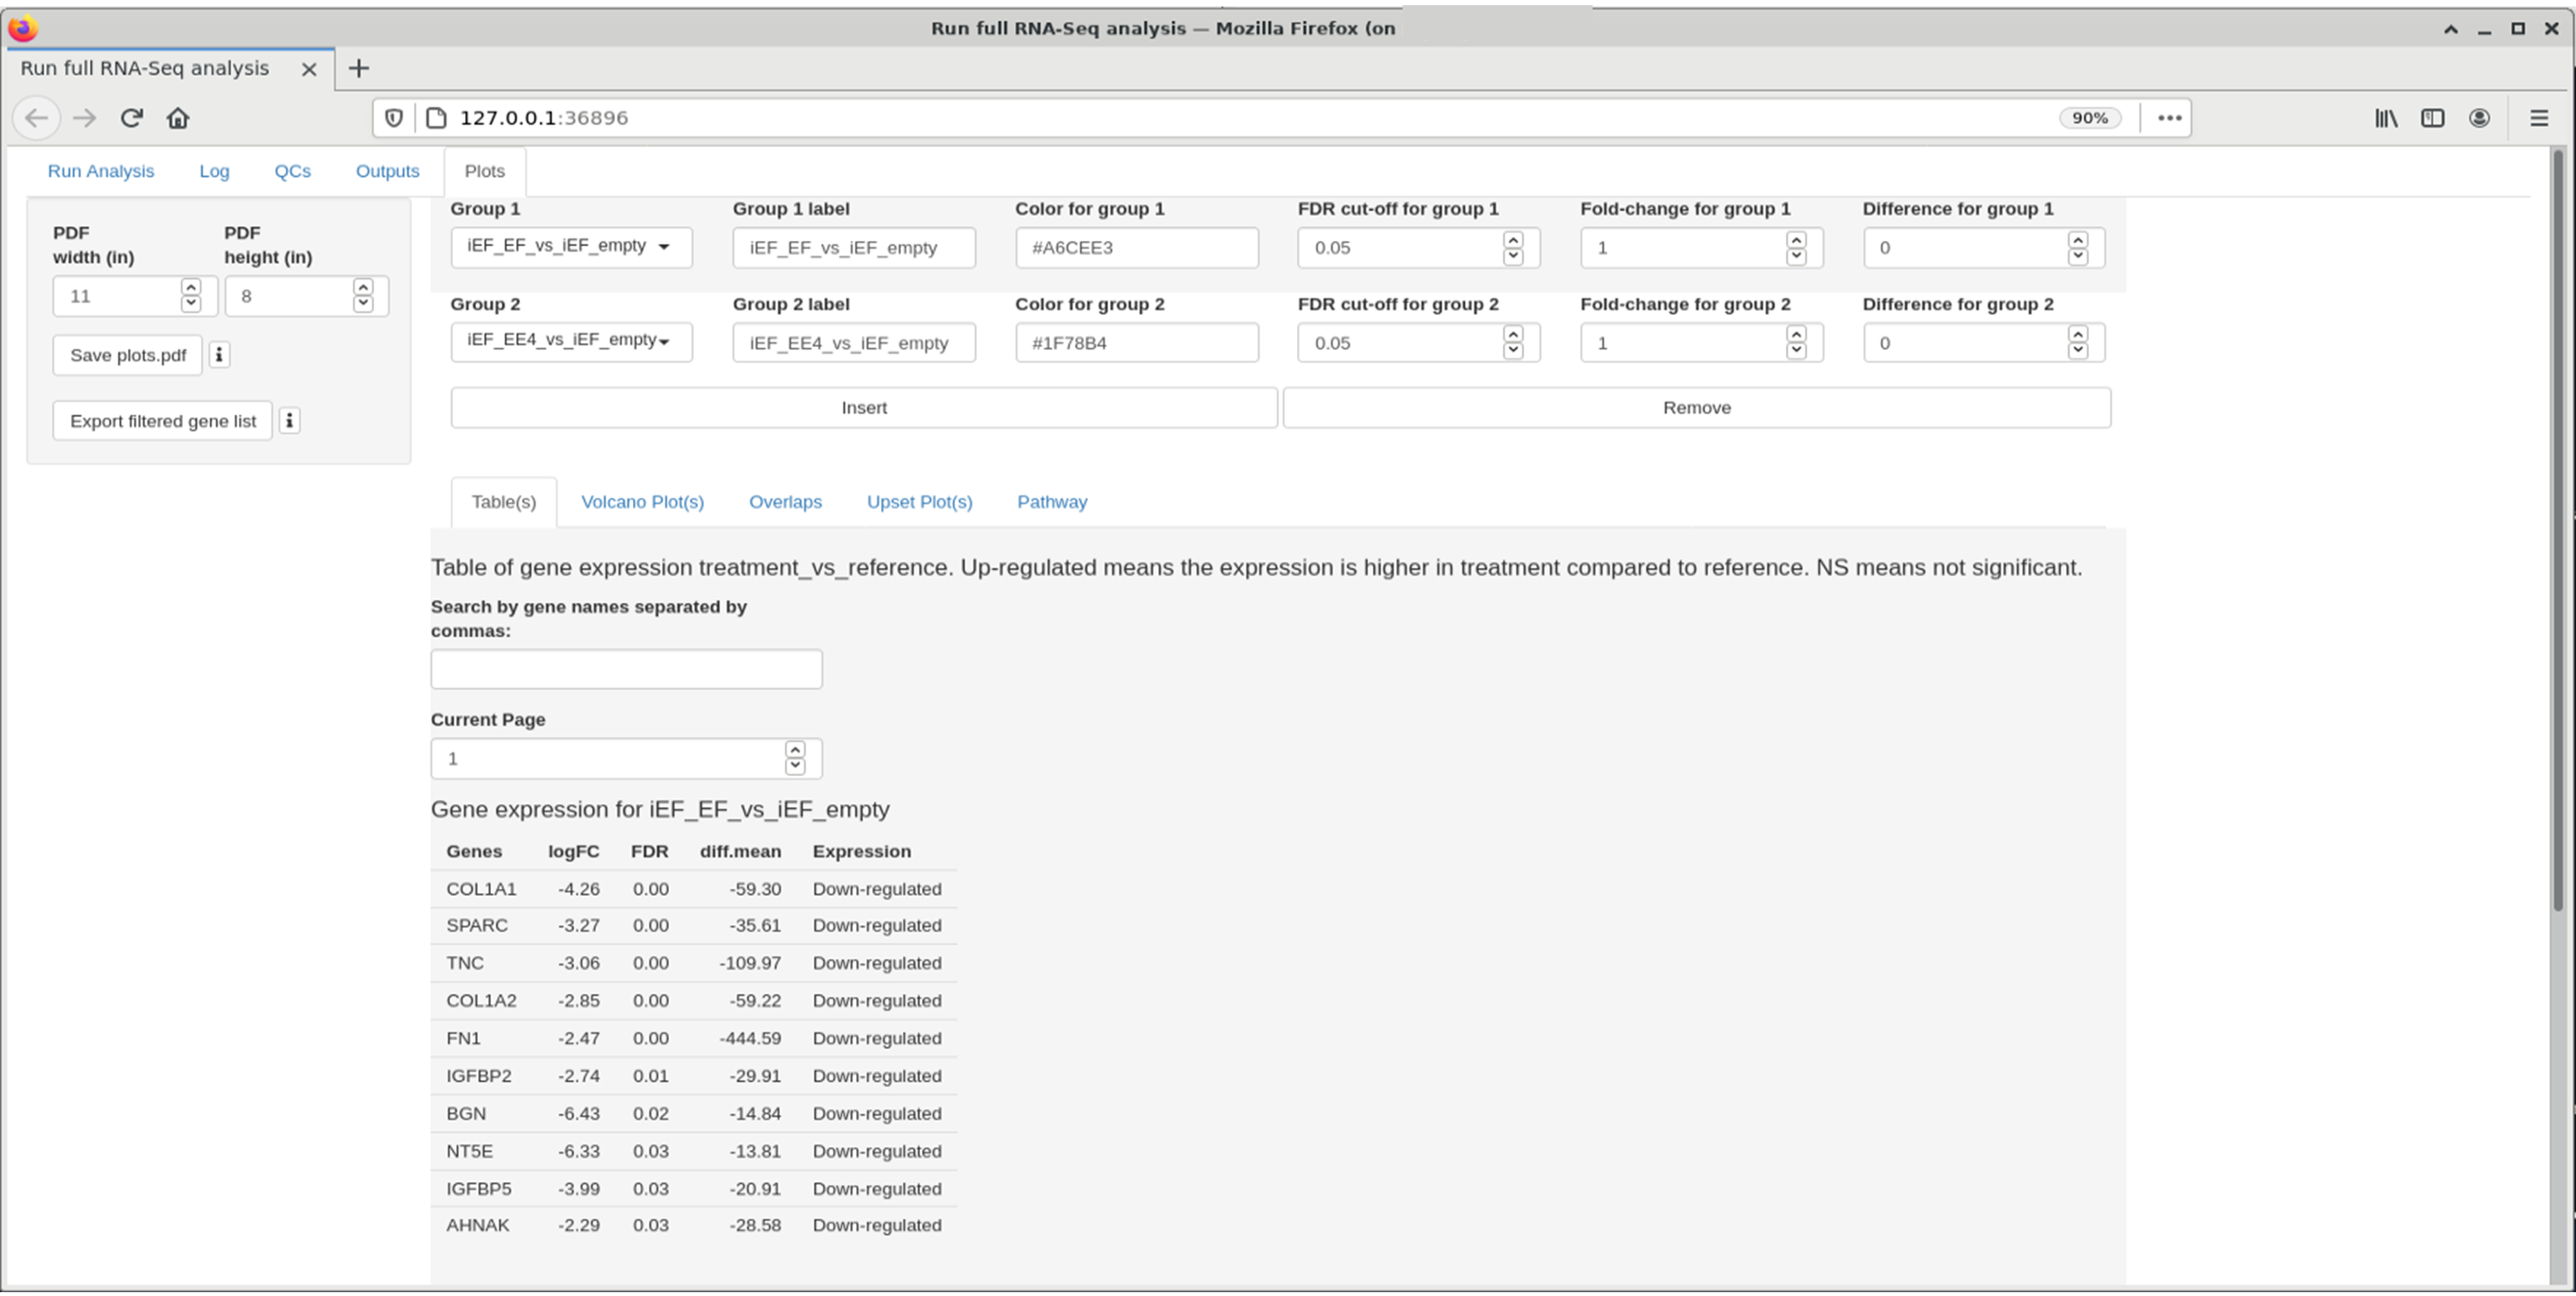 Run full RNA-Seq analysis — Mozilla Firefox (on
Run full RNA-Seq analysis
127.0.0.1:36896
90%
Run Analysis Log QCs Outputs Plots
PDF width (in) PDF height (in)
11 8
Save plots.pdf i
Export filtered gene list i
Group 1 Group 1 label Color for group 1 FDR cut-off for group 1 Fold-change for group 1 Difference for group 1
iEF_EF_vs_iEF_empty iEF_EF_vs_iEF_empty #A6CEE3 0.05 1 0
Group 2 Group 2 label Color for group 2 FDR cut-off for group 2 Fold-change for group 2 Difference for group 2
iEF_EE4_vs_iEF_empty iEF_EE4_vs_iEF_empty #1F78B4 0.05 1 0
Insert Remove
Table(s) Volcano Plot(s) Overlaps Upset Plot(s) Pathway
Table of gene expression treatment_vs_reference. Up-regulated means the expression is higher in treatment compared to reference. NS means not significant.
Search by gene names separated by
commas:
Current Page
1
Gene expression for iEF_EF_vs_iEF_empty
Genes logFC FDR diff.mean Expression
COL1A1 -4.26 0.00 -59.30 Down-regulated
SPARC -3.27 0.00 -35.61 Down-regulated
TNC -3.06 0.00 -109.97 Down-regulated
COL1A2 -2.85 0.00 -59.22 Down-regulated
FN1 -2.47 0.00 -444.59 Down-regulated
IGFBP2 -2.74 0.01 -29.91 Down-regulated
BGN -6.43 0.02 -14.84 Down-regulated
NT5E -6.33 0.03 -13.81 Down-regulated
IGFBP5 -3.99 0.03 -20.91 Down-regulated
AHNAK -2.29 0.03 -28.58 Down-regulated